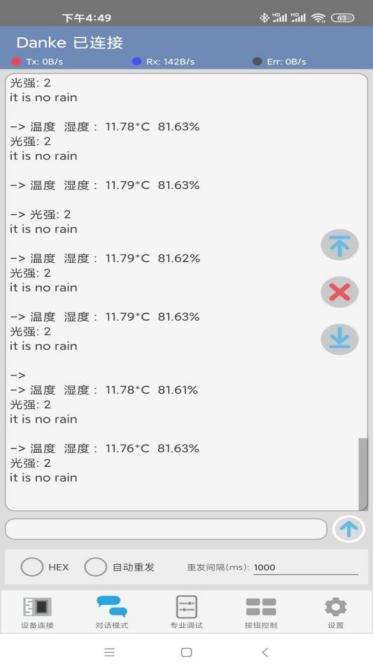 下午4:49
HD HD 63
Danke 已连接
Tx: 0B/s Rx: 142B/s Err: 0B/s
光强: 2
it is no rain
-> 温度 湿度 : 11.78*C 81.63%
光强: 2
it is no rain
-> 温度 湿度 : 11.79*C 81.63%
-> 光强: 2
it is no rain
-> 温度 湿度 : 11.79*C 81.62%
光强: 2
it is no rain
-> 温度 湿度 : 11.79*C 81.63%
光强: 2
it is no rain
->
-> 温度 湿度 : 11.78*C 81.61%
光强: 2
it is no rain
-> 温度 湿度 : 11.76*C 81.63%
光强: 2
it is no rain
HEX 自动重发 重发间隔(ms): 1000
设备连接 对话模式 专业调试 按钮控制 设置